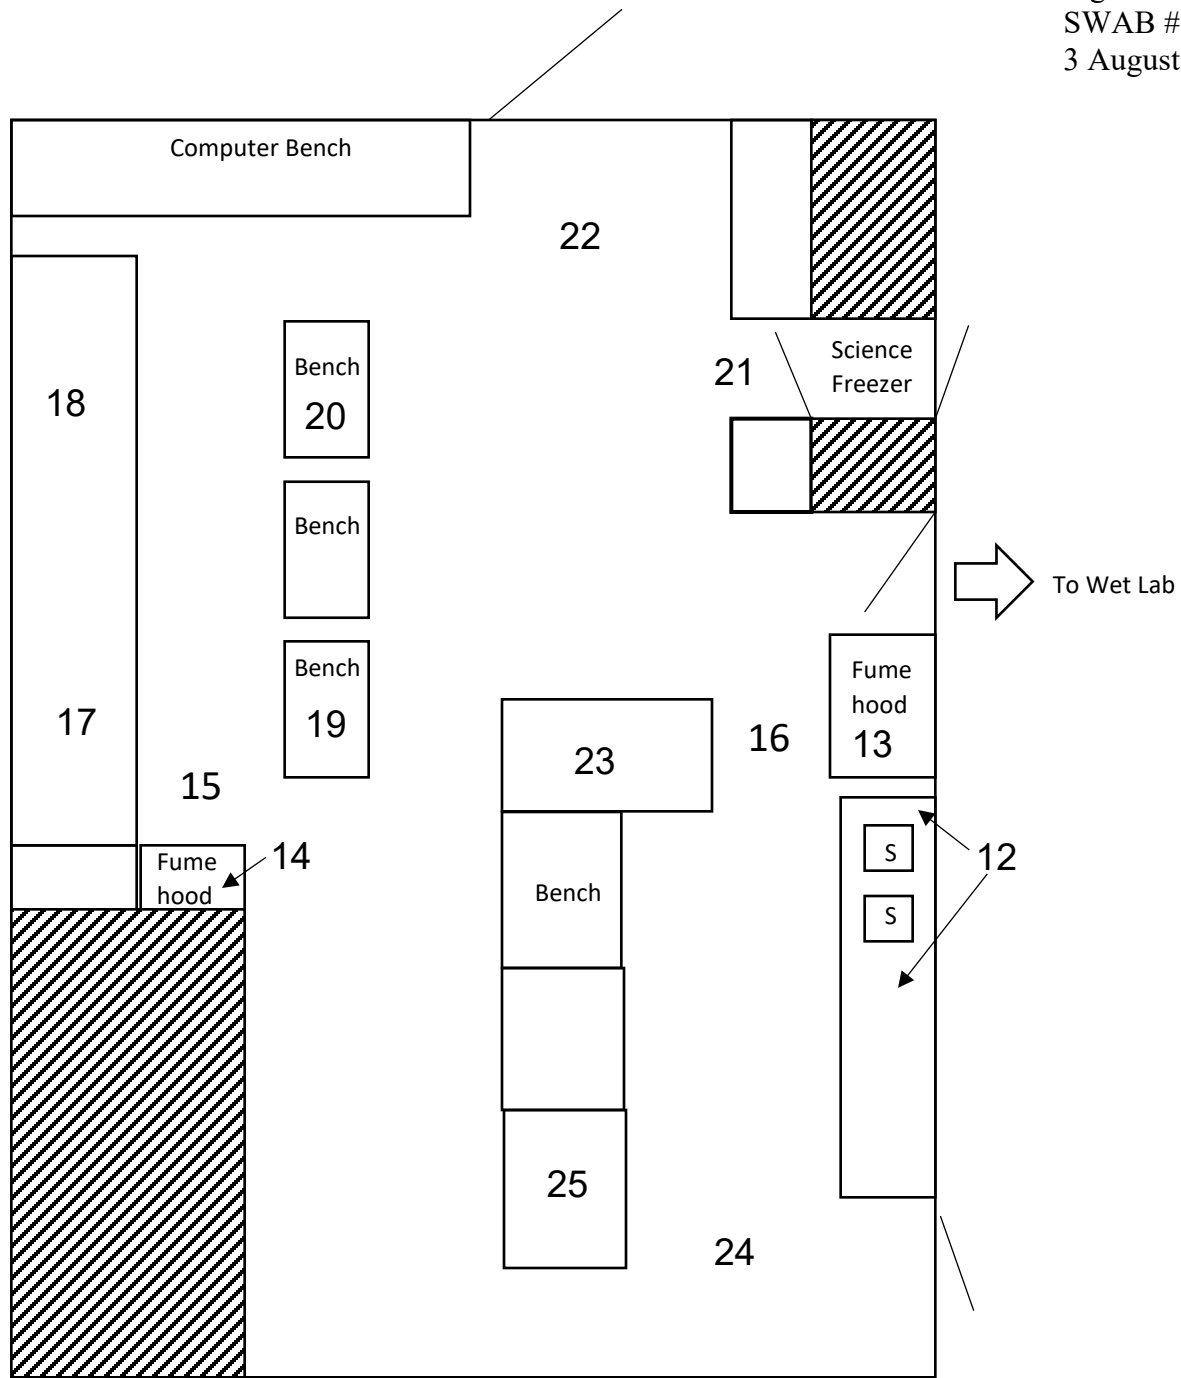 SWAB #
3 August
Computer Bench
22
Science
Freezer
21
Bench
20
18
Bench
To Wet Lab
Bench
19
17
Fume
hood
13
16
23
15
Fume
hood
14
S
12
S
Bench
25
24